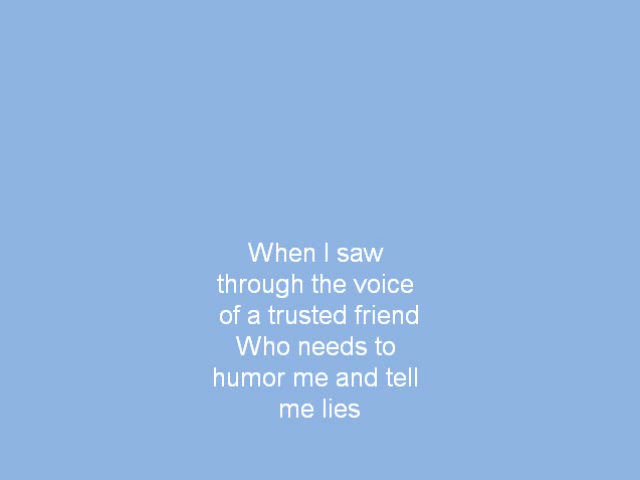 When I saw
through the voice
of a trusted friend
Who needs to
humor me and tell
me lies